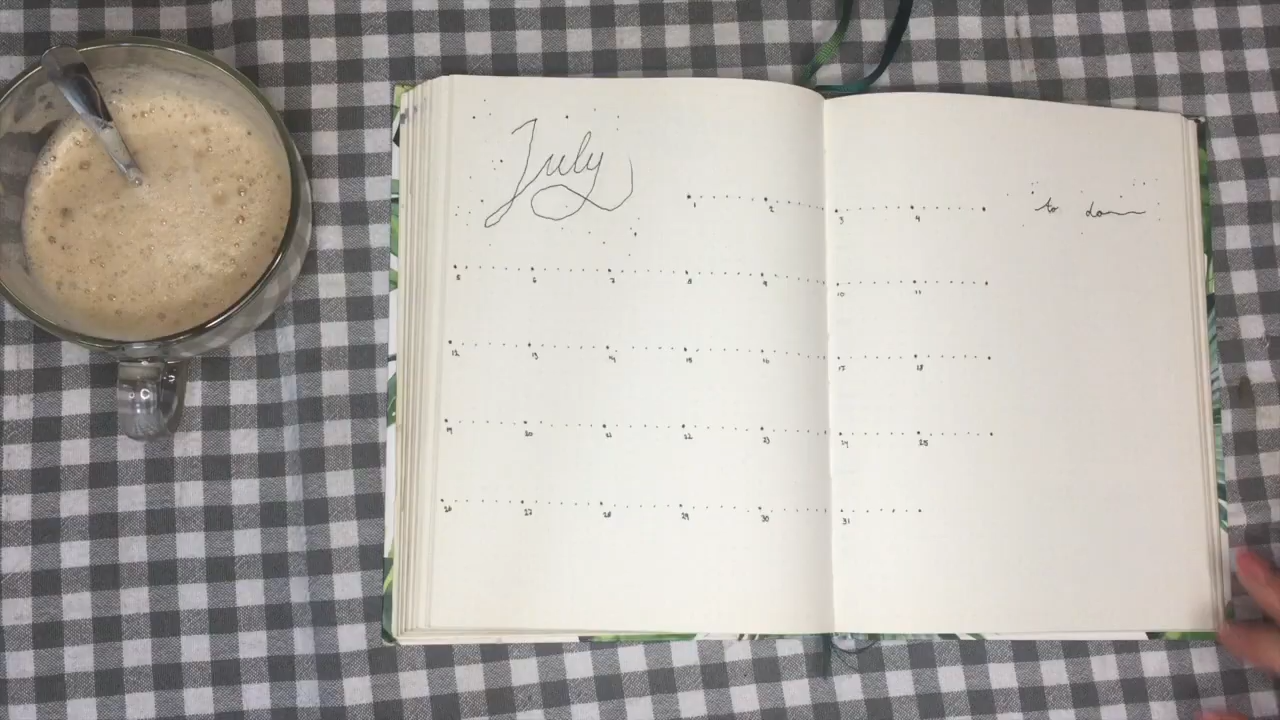 July
1 2 3 4
to do
5 6 7 8 9 10 11
12 13 14 15 16 17 18
19 20 21 22 23 24 25
26 27 28 29 30 31